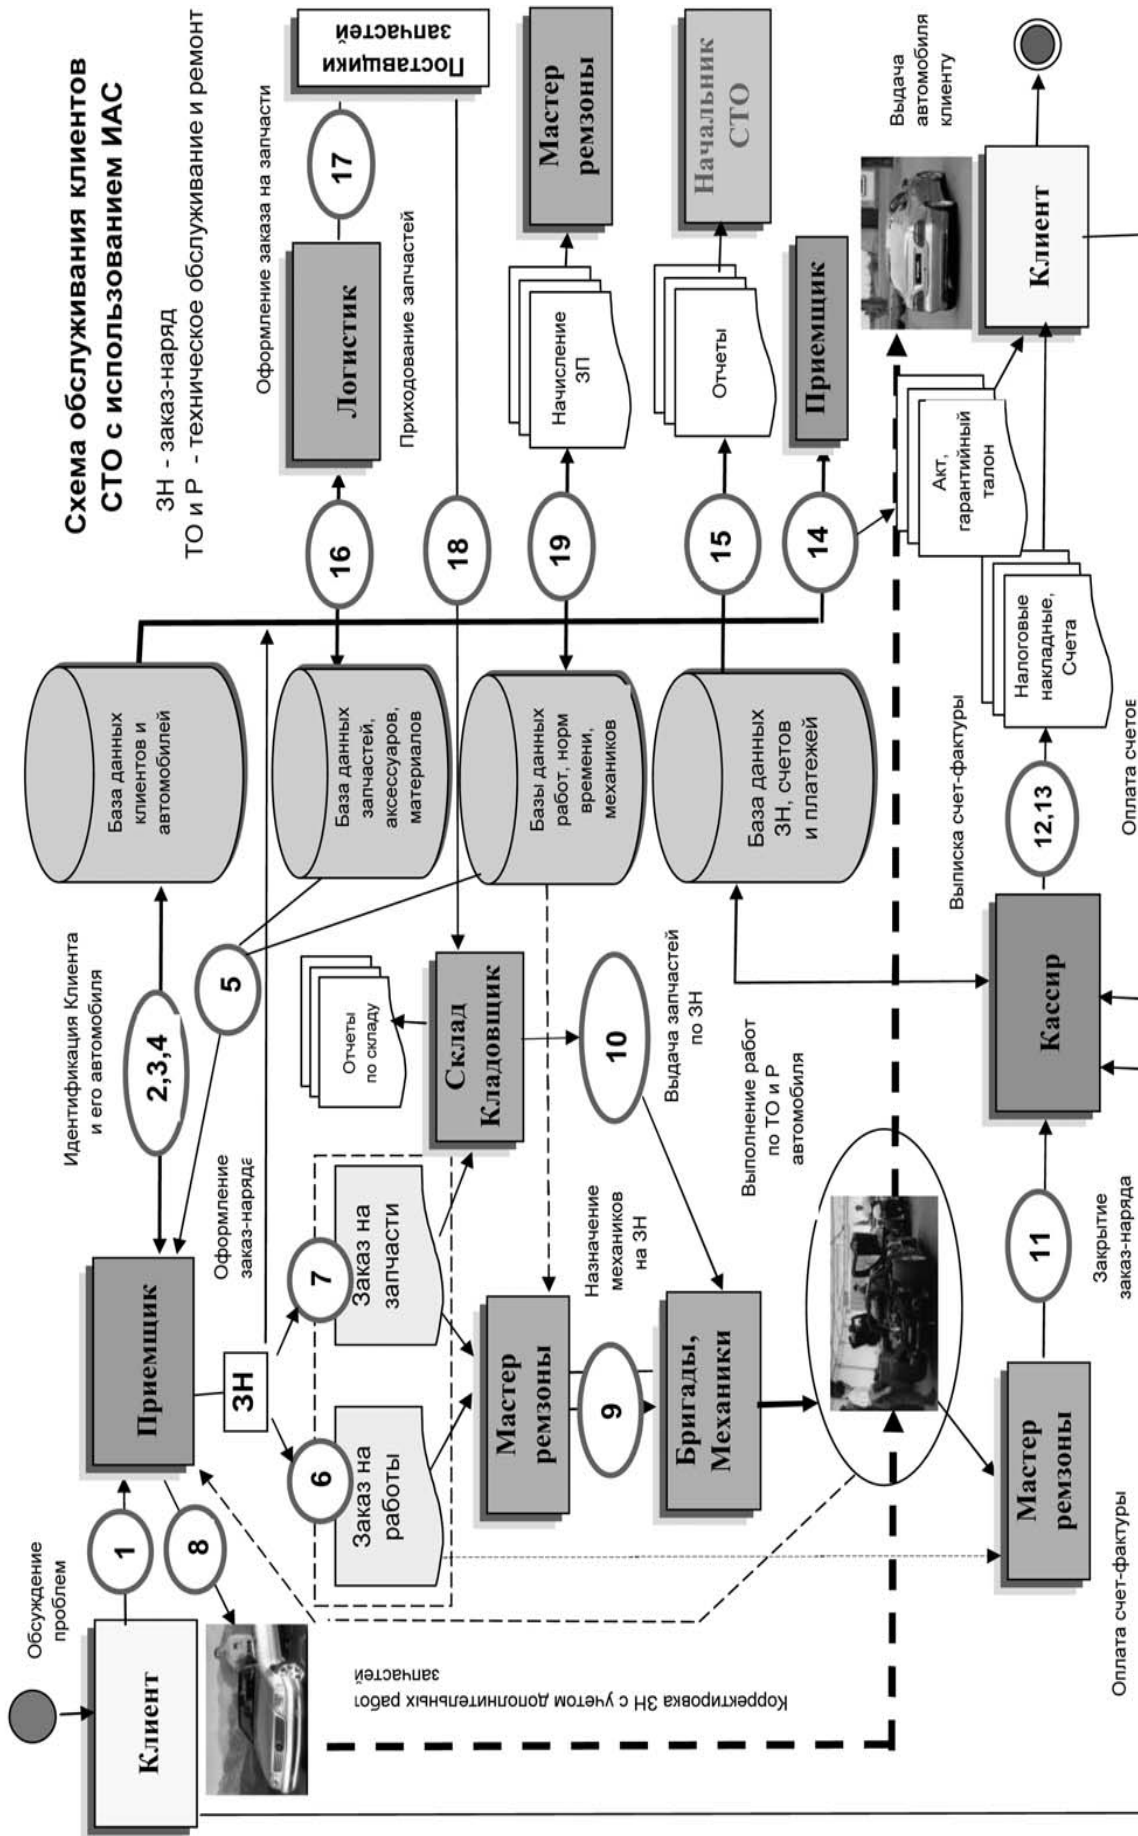 Схема обслуживания клиентов
СТО с использованием ИАС
ЗН - заказ-наряд
ТО и Р - техническое обслуживание и ремонт
Обсуждение
проблем
Клиент
1
8
Приемщик
Идентификация Клиента
и его автомобиля
2,3,4
База данных
клиентов и
автомобилей
5
Оформление
заказ-наряда
ЗН
6
7
Заказ на
работы
Заказ на
запчасти
Отчеты
по складу
База данных
запчастей,
аксессуаров,
материалов
16
Логистик
Оформление заказа на запчасти
17
Поставщики
запчастей
Приходование запчастей
18
Склад
Кладовщик
Базы данных
работ, норм
времени,
механиков
19
Начисление
ЗП
Мастер
ремзоны
Мастер
ремзоны
Назначение
механиков
на ЗН
9
10
Выдача запчастей
по ЗН
Бригады,
Механики
База данных
ЗН, счетов
и платежей
15
Отчеты
Начальник
СТО
Корректировка ЗН с учетом дополнительных работ
запчастей
Выполнение работ
по ТО и Р
автомобиля
14
Приемщик
Выдача
автомобиля
клиенту
Акт,
гарантийный
талон
Мастер
ремзоны
11
Закрытие
заказ-наряда
Кассир
Выписка счет-фактуры
12,13
Налоговые
накладные,
Счета
Клиент
Оплата счет-фактуры
Оплата счетов